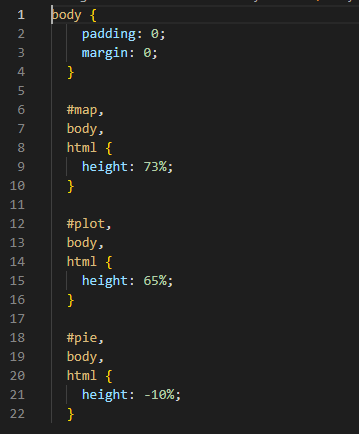 1 body {
2 padding: 0;
3 margin: 0;
4 }
5
6 #map,
7 body,
8 html {
9 height: 73%;
10 }
11
12 #plot,
13 body,
14 html {
15 height: 65%;
16 }
17
18 #pie,
19 body,
20 html {
21 height: -10%;
22 }